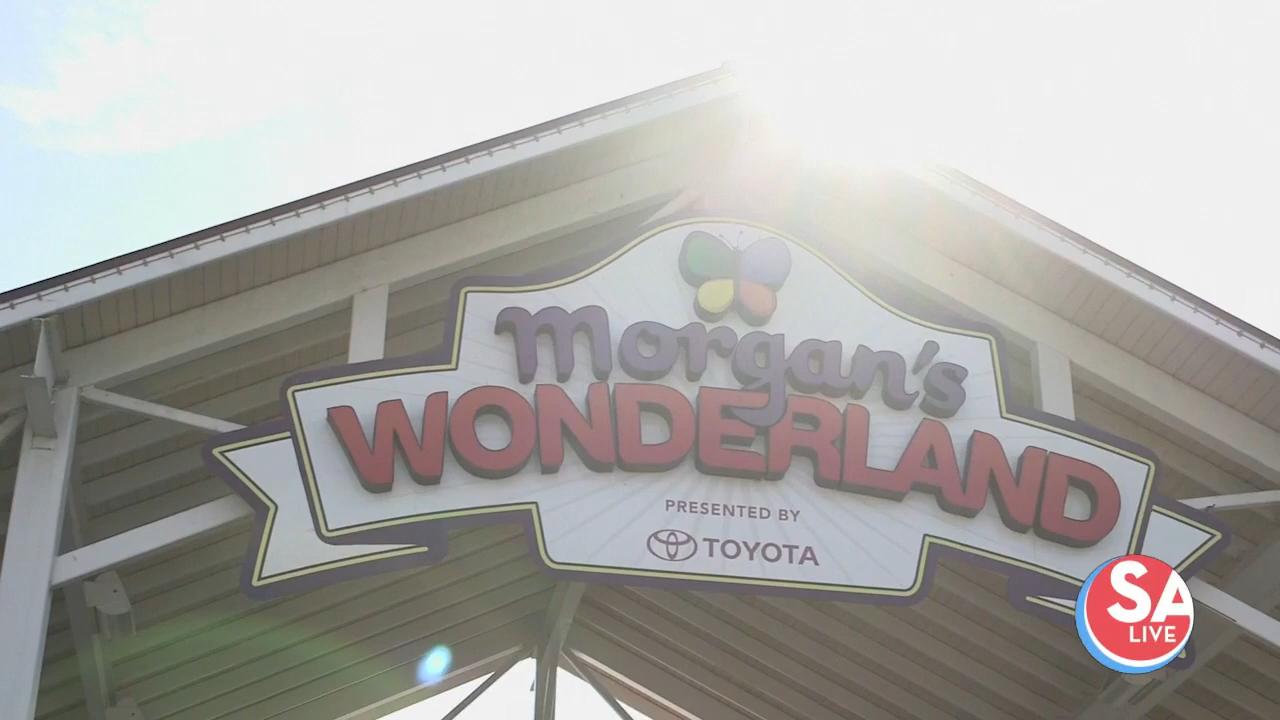 Morgan's
WONDERLAND
PRESENTED BY
TOYOTA
SA
LIVE